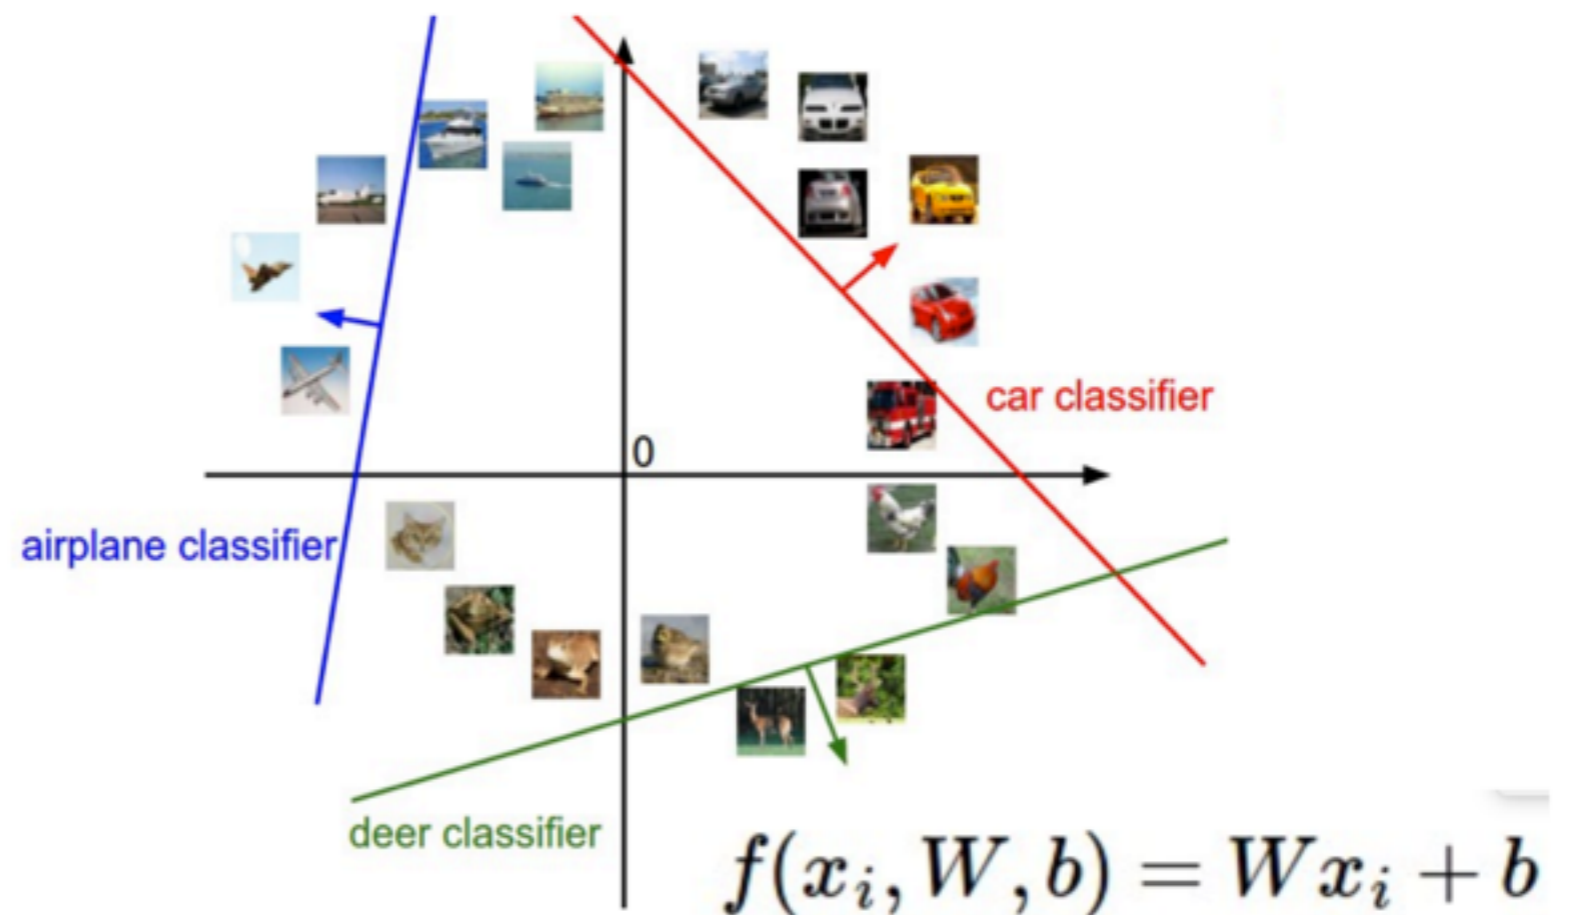 0
car classifier
airplane classifier
deer classifier
f(xᵢ, W, b) = Wxᵢ + b